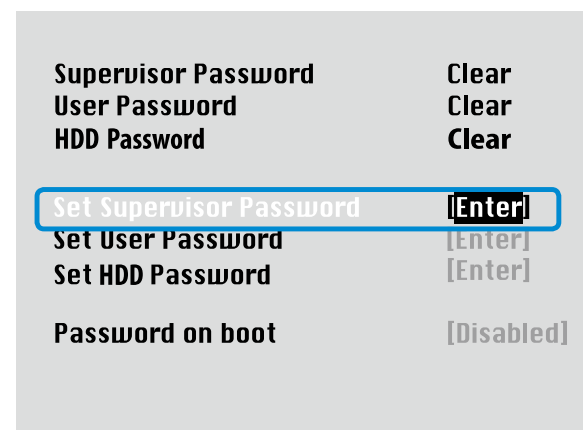 Supervisor Password Clear
User Password Clear
HDD Password Clear
Set Supervisor Password [Enter]
Set User Password [Enter]
Set HDD Password [Enter]
Password on boot [Disabled]